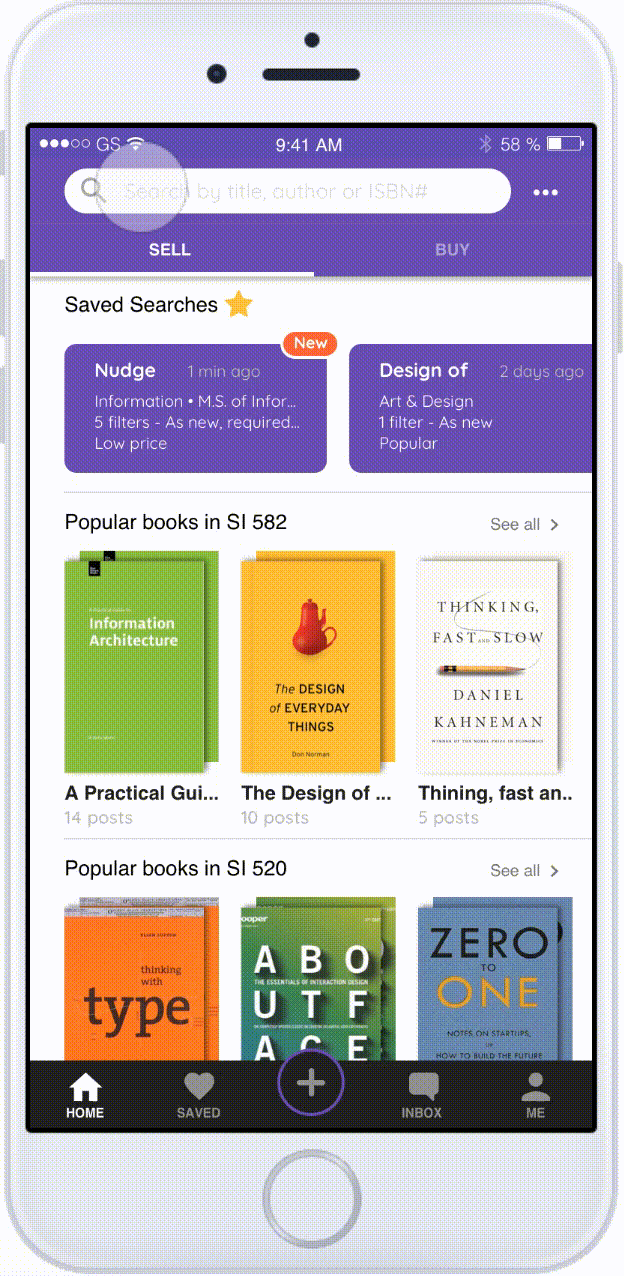 GS 9:41 AM 58 %
Search by title, author or ISBN#
SELL BUY
Saved Searches
New
Nudge 1 min ago
Information • M.S. of Infor...
5 filters - As new, required...
Low price
Design of 2 days ago
Art & Design
1 filter - As new
Popular
Popular books in SI 582 See all
Information
Architecture
The DESIGN
of EVERYDAY
THINGS
Don Norman
THINKING,
FAST AND SLOW
DANIEL
KAHNEMAN
WINNER OF THE NOBEL PRIZE IN ECONOMICS
A Practical Gui... The Design of ... Thining, fast an..
14 posts 10 posts 5 posts
Popular books in SI 520 See all
thinking
with
type
ooper
ABO
THE ESSENTIALS OF INTERACTION DESIGN
UTF
ACE
ZERO
TO
ONE
NOTES ON STARTUPS,
OR
HOW TO BUILD THE FUTURE
HOME SAVED INBOX ME